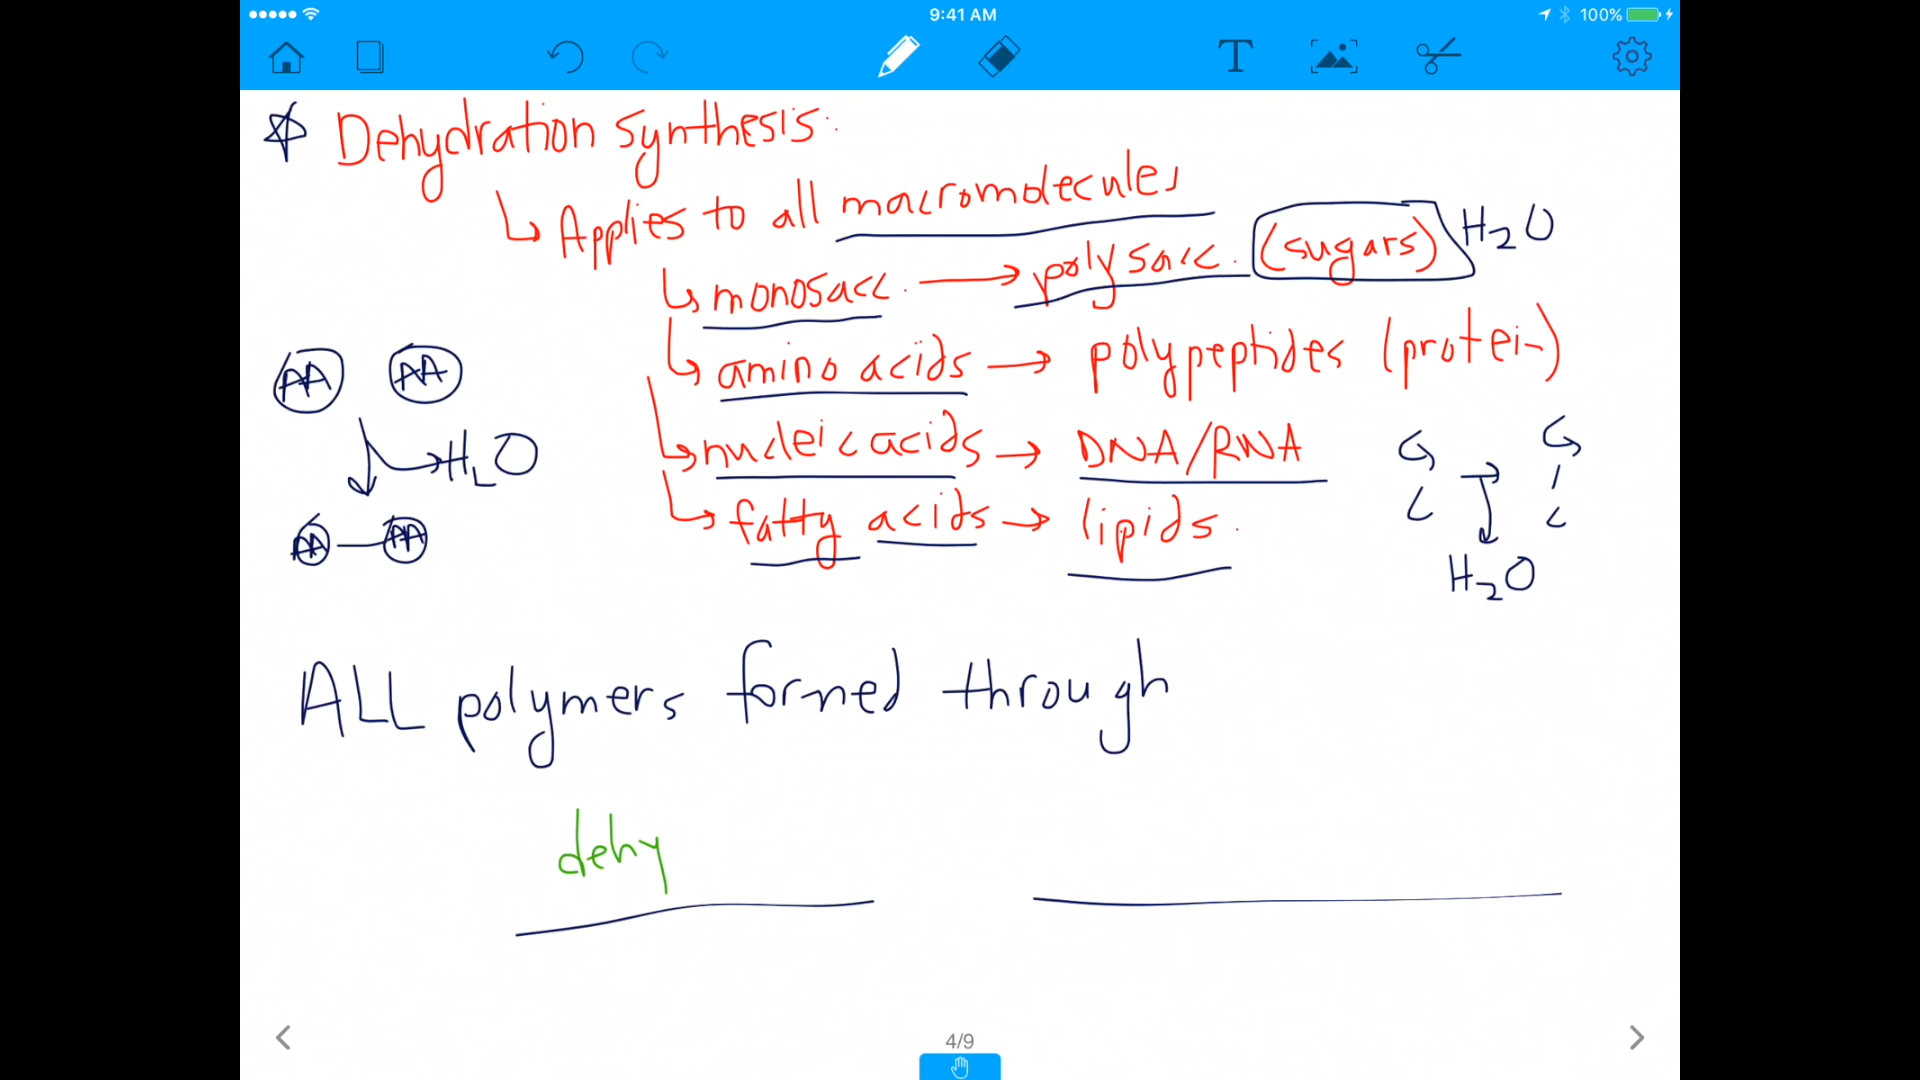 9:41 AM
100%
T
Dehydration synthesis:
↳ Applies to all macromolecules
↳ monosacc. → polysacc. (sugars) H2O
↳ amino acids → polypeptides (protein)
↳ nucleic acids → DNA/RNA
↳ fatty acids → lipids.
AA AA
H2O
AA — AA
G G
C C
H2O
ALL polymers formed through
dehy
4/9